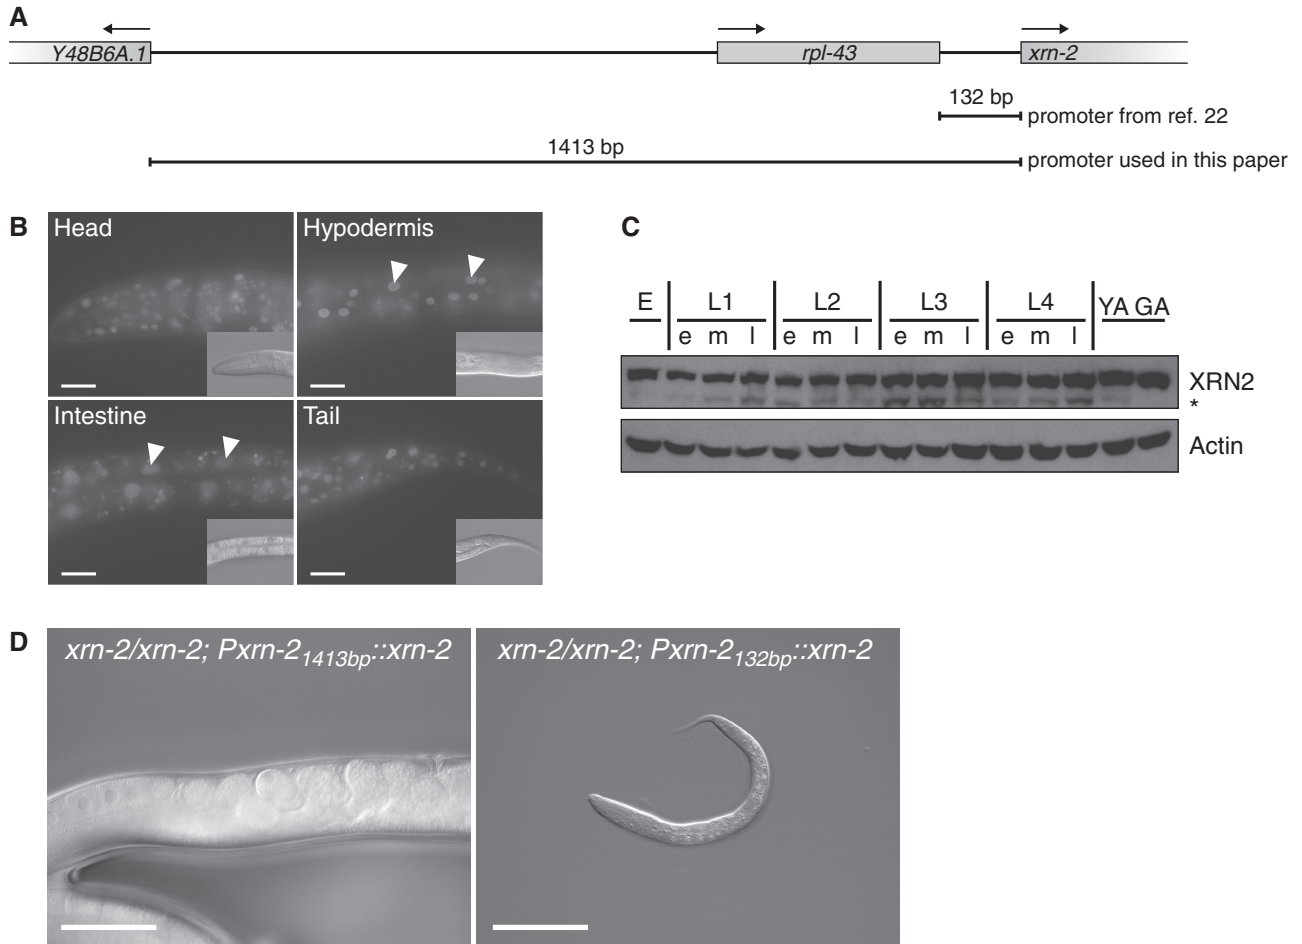 A
Y48B6A.1
rpl-43
xrn-2
132 bp
promoter from ref. 22
1413 bp
promoter used in this paper
B
Head
Hypodermis
Intestine
Tail
C
E L1 L2 L3 L4 YA GA
e m l e m l e m l e m l
XRN2
*
Actin
D
xrn-2/xrn-2; Pxrn-21413bp::xrn-2
xrn-2/xrn-2; Pxrn-2132bp::xrn-2